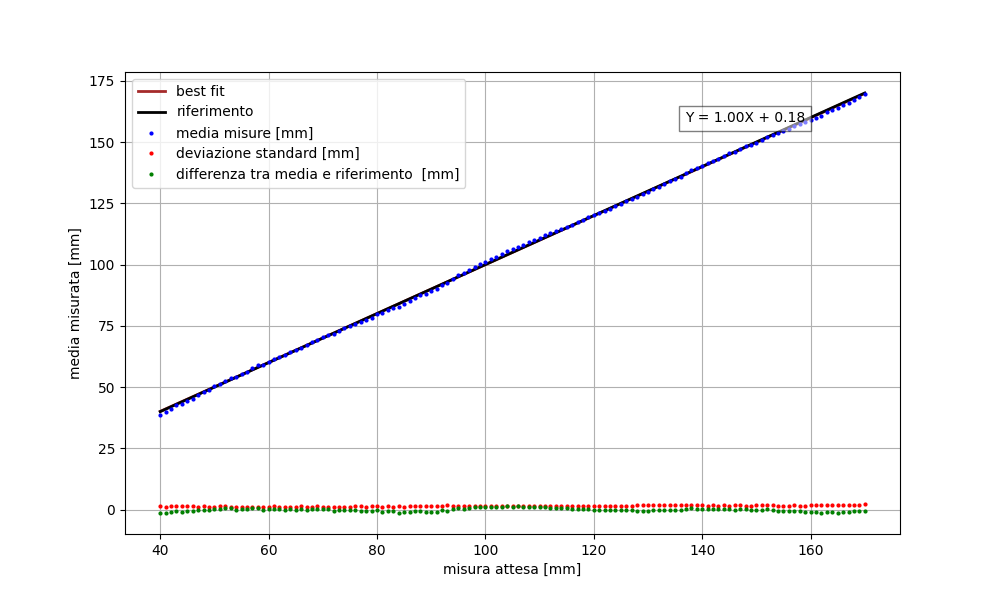 best fit
riferimento
media misure [mm]
deviazione standard [mm]
differenza tra media e riferimento  [mm]
Y = 1.00X + 0.18
175
150
125
100
75
50
25
0
media misurata [mm]
40 60 80 100 120 140 160
misura attesa [mm]